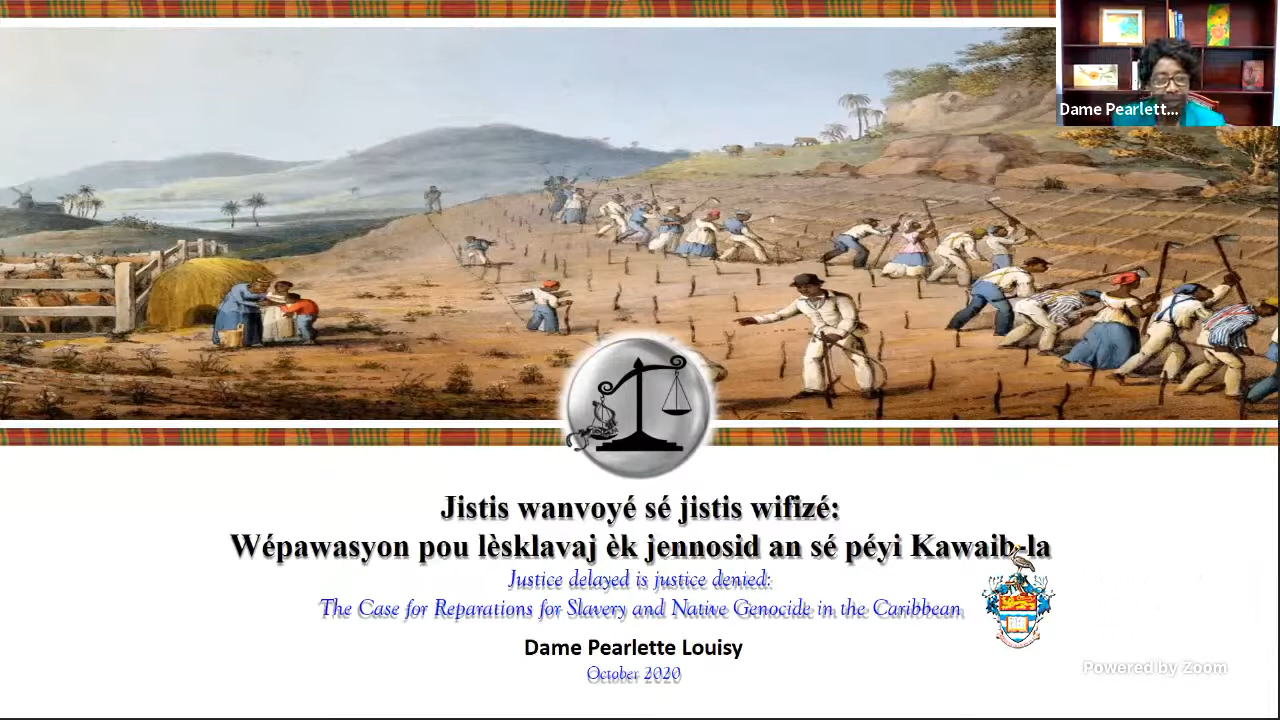 Dame Pearlett...
Jistis wanvoyé sé jistis wifizé:
Wépawasyon pou lèsklavaj èk jennosid an sé péyi Kawaib-la
Justice delayed is justice denied:
The Case for Reparations for Slavery and Native Genocide in the Caribbean
Dame Pearlette Louisy
October 2020
Powered by Zoom